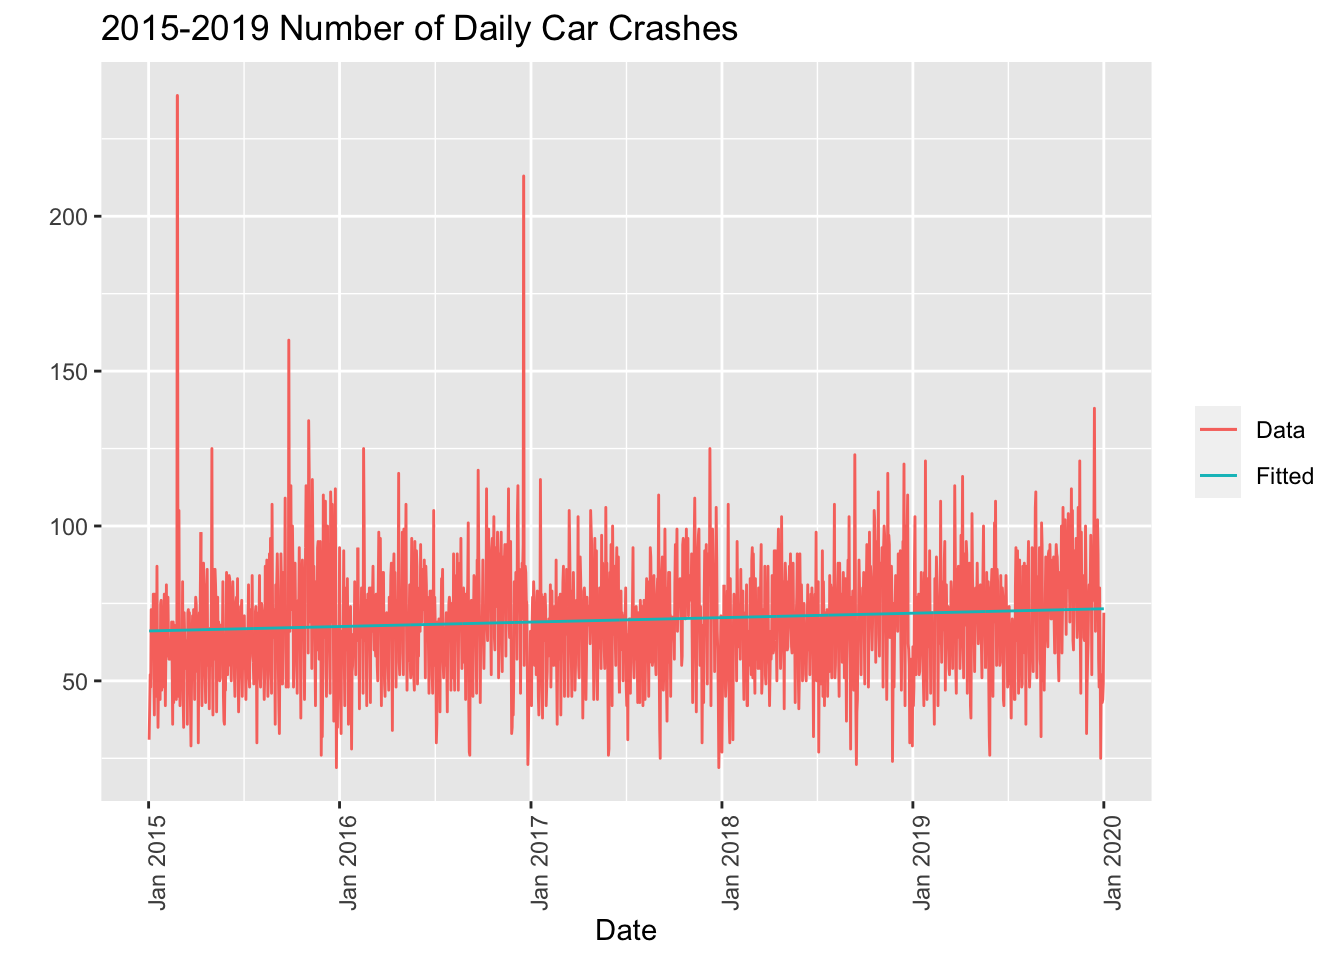 2015-2019 Number of Daily Car Crashes
200
150
100
50
Data
Fitted
Jan 2015
Jan 2016
Jan 2017
Jan 2018
Jan 2019
Jan 2020
Date